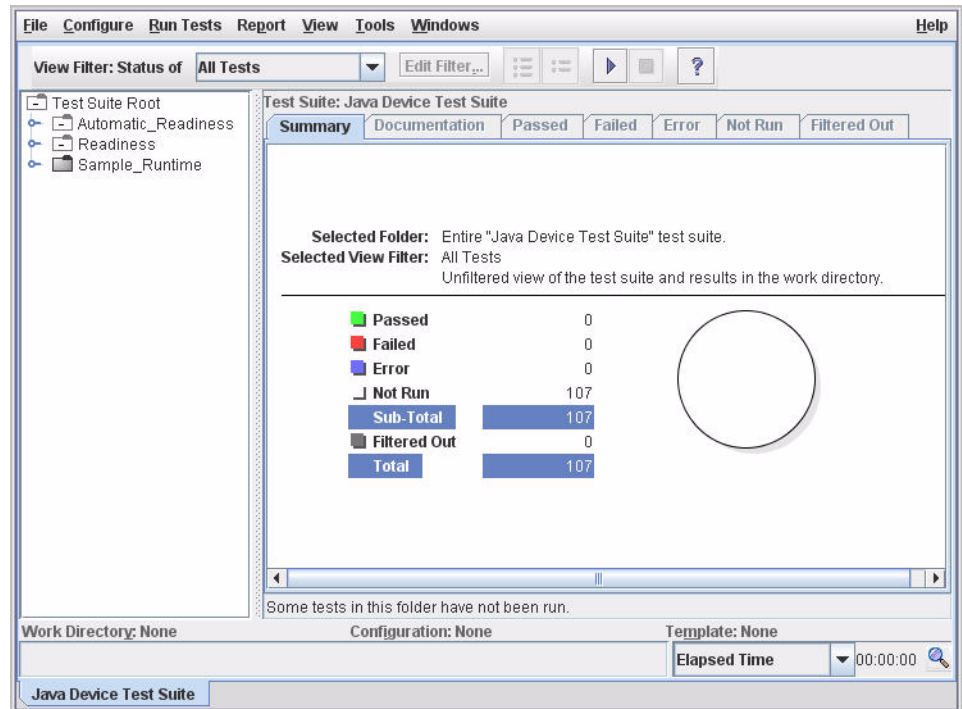 File Configure Run Tests Report View Tools Windows Help
View Filter: Status of All Tests Edit Filter... ?
Test Suite Root
Automatic_Readiness
Readiness
Sample_Runtime
Test Suite: Java Device Test Suite
Summary Documentation Passed Failed Error Not Run Filtered Out
Selected Folder: Entire "Java Device Test Suite" test suite.
Selected View Filter: All Tests
Unfiltered view of the test suite and results in the work directory.
Passed 0
Failed 0
Error 0
Not Run 107
Sub-Total 107
Filtered Out 0
Total 107
Some tests in this folder have not been run.
Work Directory: None Configuration: None Template: None
Elapsed Time 00:00:00
Java Device Test Suite